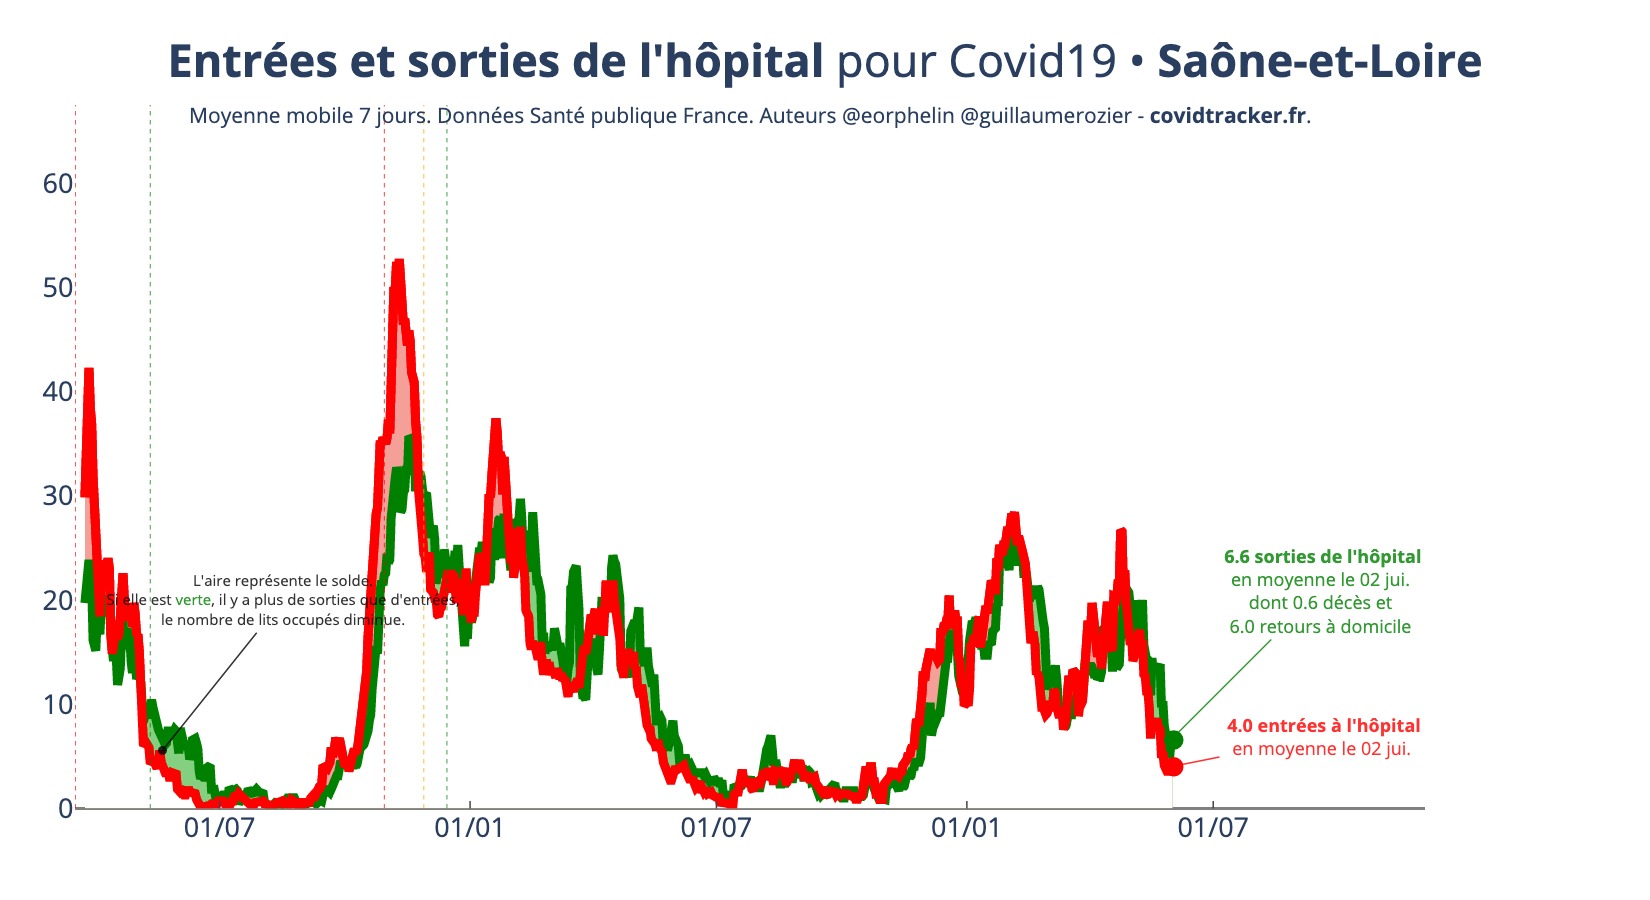 Entrées et sorties de l'hôpital pour Covid19 • Saône-et-Loire
Moyenne mobile 7 jours. Données Santé publique France. Auteurs @eorphelin @guillaumerozier - covidtracker.fr.
60
50
40
30
20
10
0
L'aire représente le solde.
Si elle est verte, il y a plus de sorties que d'entrées,
le nombre de lits occupés diminue.
6.6 sorties de l'hôpital
en moyenne le 02 jui.
dont 0.6 décès et
6.0 retours à domicile
4.0 entrées à l'hôpital
en moyenne le 02 jui.
01/07
01/01
01/07
01/01
01/07